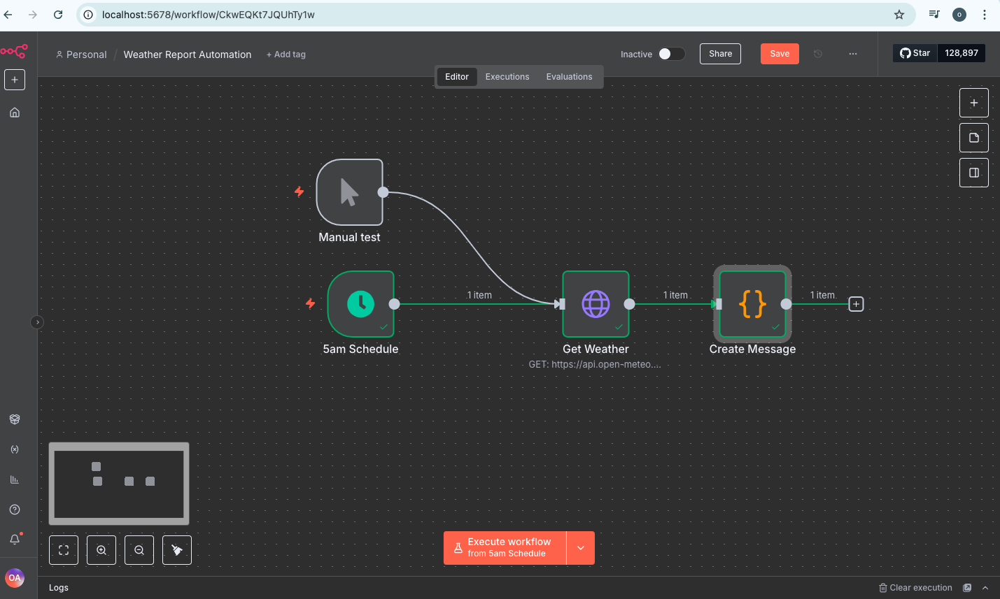 localhost:5678/workflow/CkwEQKt7JQUhTy1w
o
Personal / Weather Report Automation + Add tag
Inactive
Share
Save
Star 128,897
Editor Executions Evaluations
Manual test
1 item
1 item
1 item
5am Schedule
Get Weather
Create Message
GET: https://api.open-meteo....
Execute workflow
from 5am Schedule
OA
Logs
Clear execution